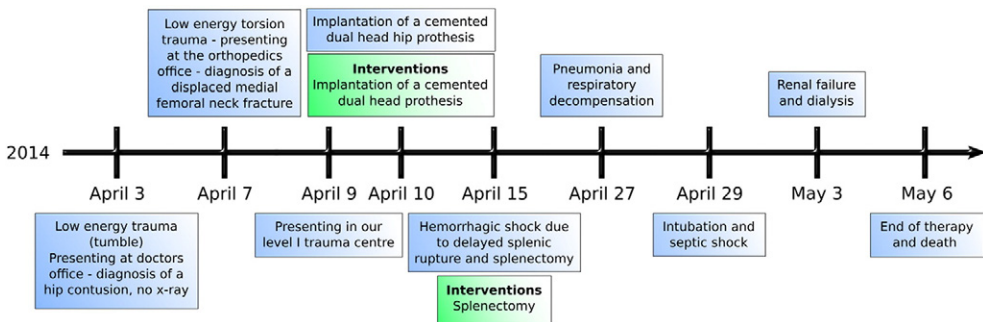 Low energy torsion
trauma - presenting
at the orthopedics
office - diagnosis of a
displaced medial
femoral neck fracture
Implantation of a cemented
dual head hip prothesis
Interventions
Implantation of a cemented
dual head prothesis
Pneumonia and
respiratory
decompensation
Renal failure
and dialysis
2014
April 3
April 7
April 9
April 10
April 15
April 27
April 29
May 3
May 6
Low energy trauma
(tumble)
Presenting at doctors
office - diagnosis of a
hip contusion, no x-ray
Presenting in our
level I trauma centre
Hemorrhagic shock due
to delayed splenic
rupture and splenectomy
Interventions
Splenectomy
Intubation and
septic shock
End of therapy
and death